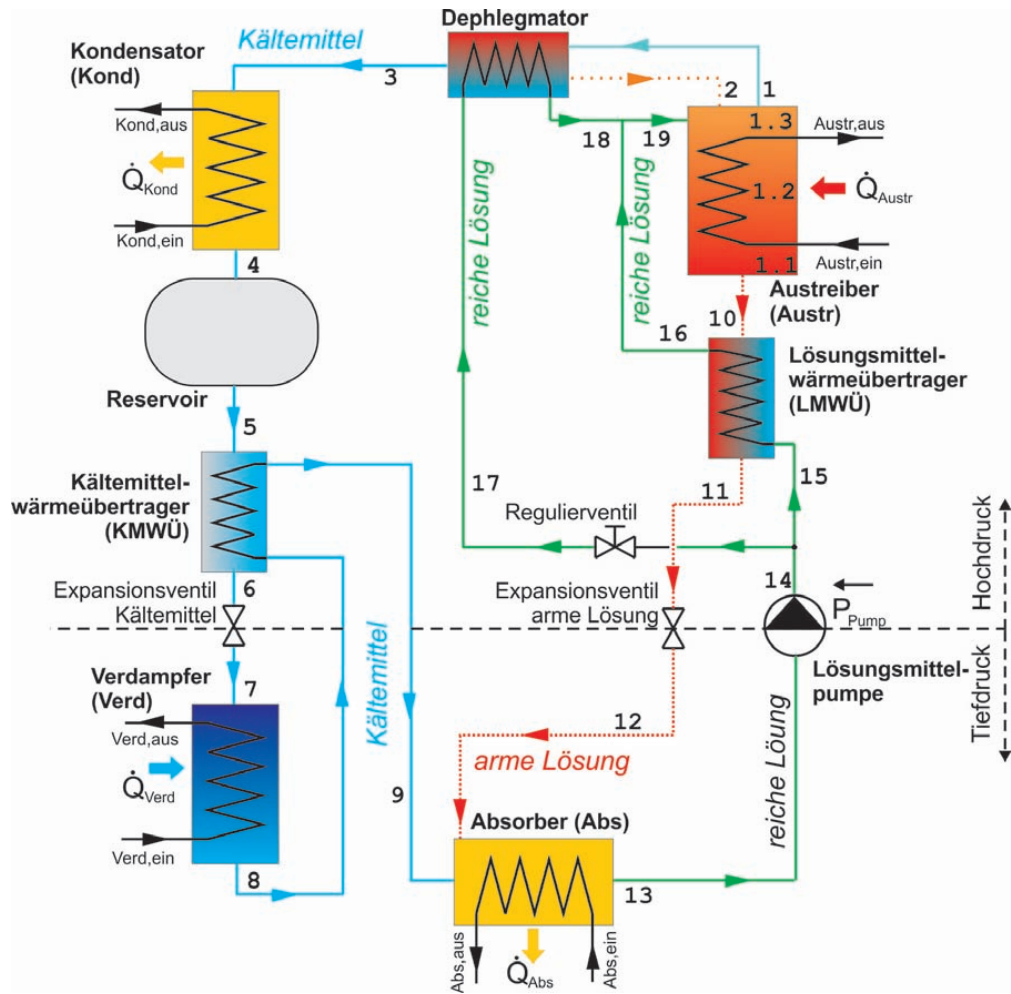 Dephlegmator
Kondensator
(Kond)
Kältemittel
3
2
1
Kond,aus
Q̇Kond
Kond,ein
18
19
1.3
1.2
1.1
Austr,aus
Q̇Austr
Austr,ein
reiche Lösung
reiche Lösung
4
Austreiber
(Austr)
10
16
Lösungsmittel-
wärmeübertrager
(LMWÜ)
Reservoir
5
Kältemittel-
wärmeübertrager
(KMWÜ)
17
11
15
Regulierventil
6
14
Expansionsventil
Kältemittel
Expansionsventil
arme Lösung
PPump
Hochdruck
Tiefdruck
Lösungsmittel-
pumpe
Verdampfer
(Verd)
7
Verd,aus
Q̇Verd
Verd,ein
8
Kältemittel
9
12
arme Lösung
reiche Löung
Absorber (Abs)
13
Abs,aus
Q̇Abs
Abs,ein